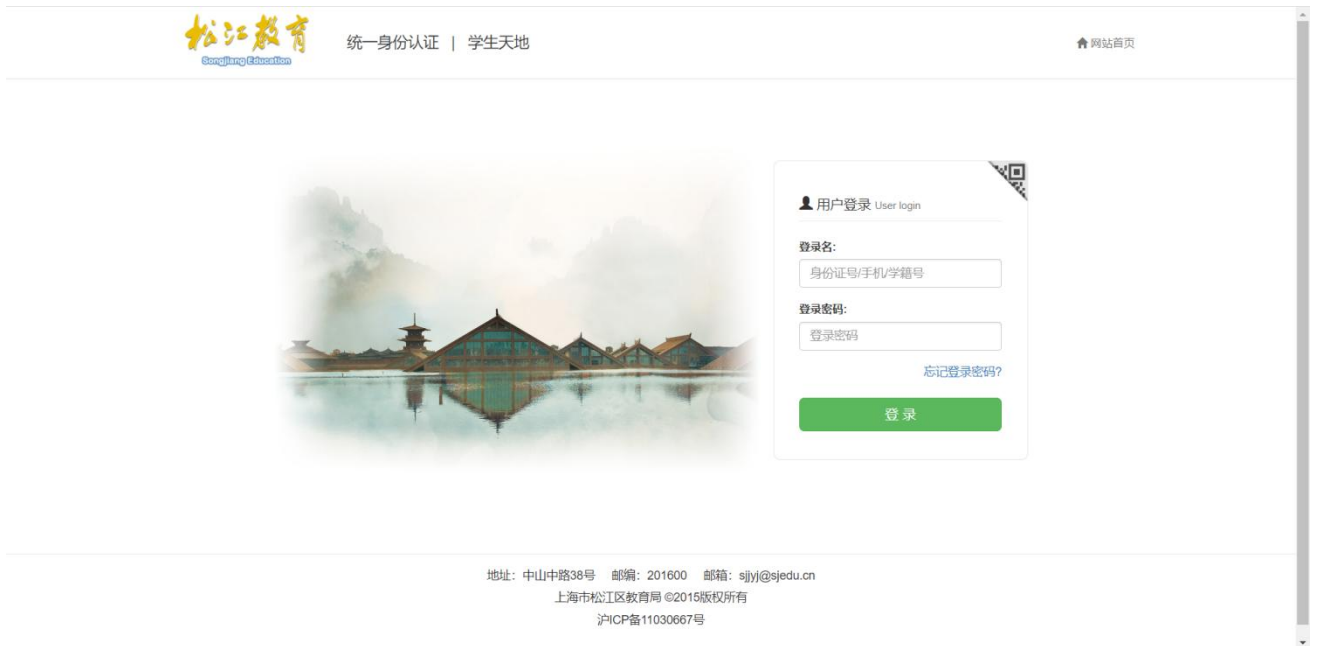 松江教育
Songjiang Education
统一身份认证 | 学生天地
网站首页
用户登录 User login
登录名:
身份证号/手机/学籍号
登录密码:
登录密码
忘记登录密码?
登 录
地址：中山中路38号 邮编：201600 邮箱：sjjyj@sjedu.cn
上海市松江区教育局 ©2015版权所有
沪ICP备11030667号